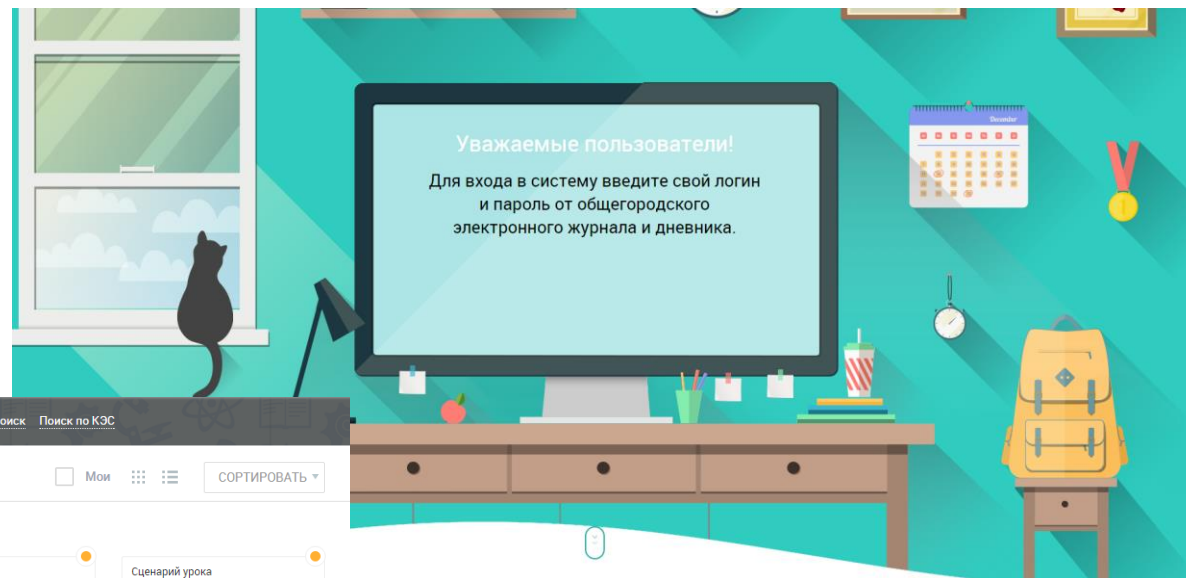 December
Уважаемые пользователи!
Для входа в систему введите свой логин
и пароль от общегородского
электронного журнала и дневника.
Поиск по КЭС
Мои
СОРТИРОВАТЬ
Сценарий урока